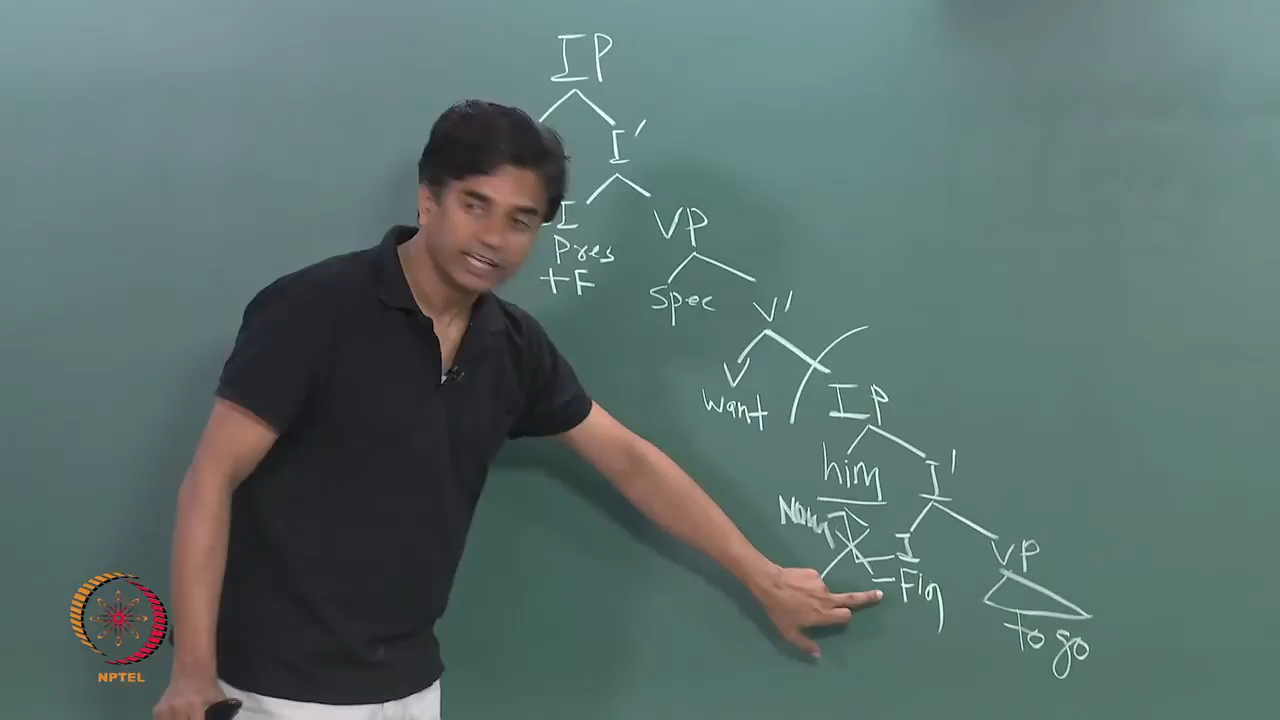 IP
I'
I VP
Pres
+F
Spec V'
V
want
IP
him I'
Nom
I VP
-Fin
to go
NPTEL